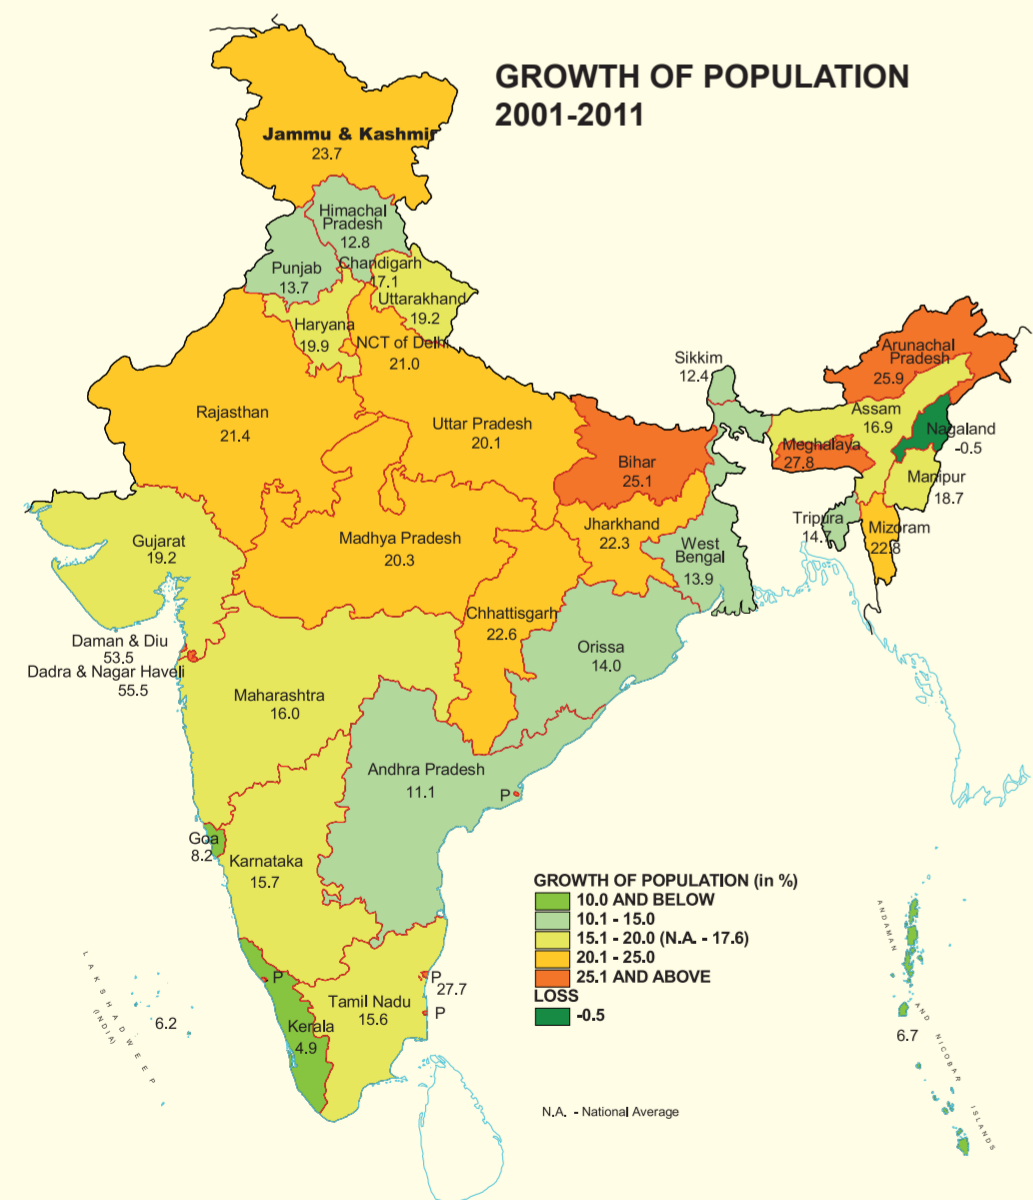 GROWTH OF POPULATION
2001-2011
Jammu & Kashmir
23.7
Himachal
Pradesh
12.8
Punjab
13.7
Chandigarh
17.1
Uttarakhand
19.2
Haryana
19.9
NCT of Delhi
21.0
Rajasthan
21.4
Uttar Pradesh
20.1
Sikkim
12.4
Arunachal
Pradesh
25.9
Assam
16.9
Nagaland
-0.5
Meghalaya
27.8
Manipur
18.7
Bihar
25.1
Tripura
14.7
Mizoram
22.8
Gujarat
19.2
Madhya Pradesh
20.3
Jharkhand
22.3
West
Bengal
13.9
Chhattisgarh
22.6
Daman & Diu
53.5
Dadra & Nagar Haveli
55.5
Orissa
14.0
Maharashtra
16.0
Andhra Pradesh
11.1
P
Goa
8.2
Karnataka
15.7
GROWTH OF POPULATION (in %)
10.0 AND BELOW
10.1 - 15.0
15.1 - 20.0 (N.A. - 17.6)
20.1 - 25.0
25.1 AND ABOVE
LOSS
-0.5
P
P
27.7
Tamil Nadu
15.6
P
Kerala
4.9
LAKSHADWEEP
(INDIA)
6.2
ANDAMAN AND NICOBAR ISLANDS
6.7
N.A. - National Average